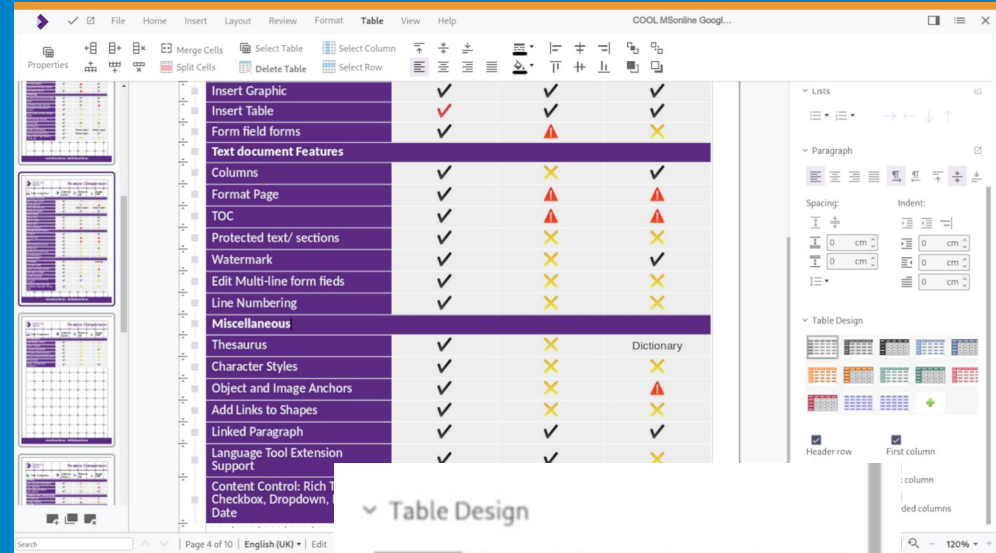 File Home Insert Layout Review Format Table View Help
COOL MSonline Googl...
Properties
Merge Cells Select Table Select Column
Split Cells Delete Table Select Row
Insert Graphic
Insert Table
Form field forms
Text document Features
Columns
Format Page
TOC
Protected text/ sections
Watermark
Edit Multi-line form fieds
Line Numbering
Miscellaneous
Thesaurus Dictionary
Character Styles
Object and Image Anchors
Add Links to Shapes
Linked Paragraph
Language Tool Extension
Support
Content Control: Rich T
Checkbox, Dropdown,
Date
Lists
Paragraph
Spacing: Indent:
0 cm 0 cm
0 cm 0 cm
0 cm
Table Design
Header row First column
column
ded columns
Table Design
Search
Page 4 of 10 English (UK) Edit
120%